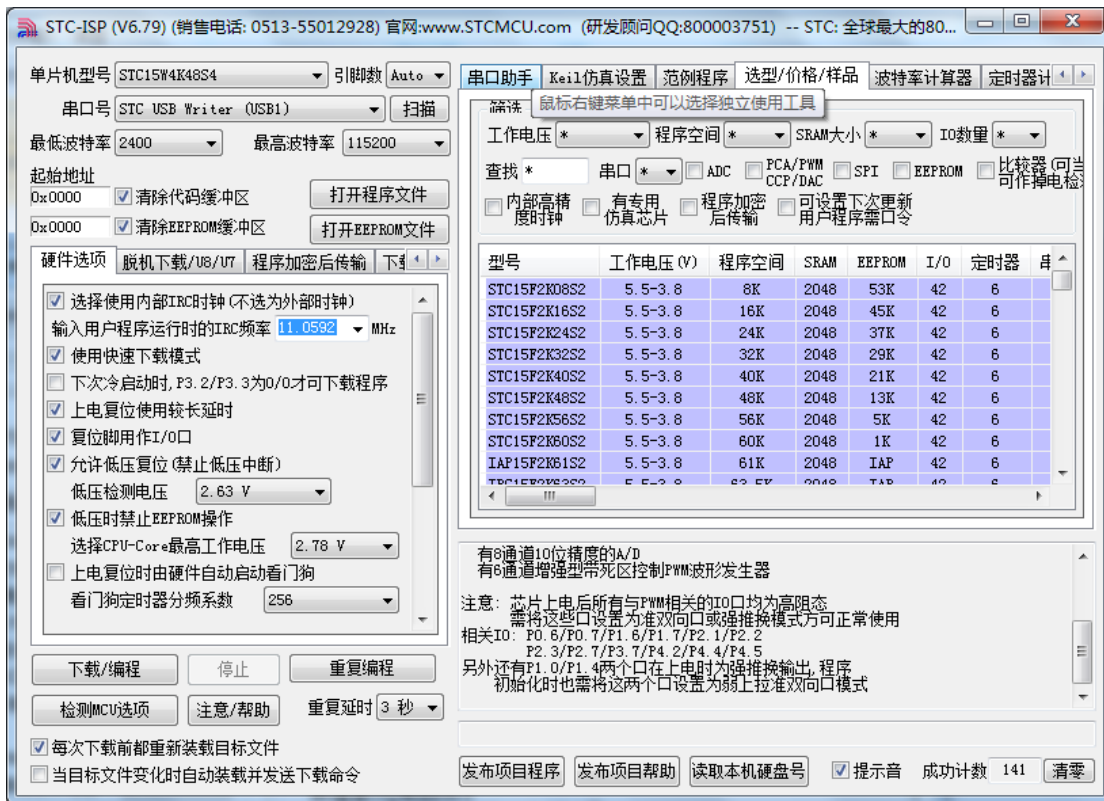 STC-ISP (V6.79) (销售电话: 0513-55012928) 官网:www.STCMCU.com (研发顾问QQ:800003751) -- STC: 全球最大的80...
单片机型号 STC15W4K48S4 引脚数 Auto
串口号 STC USB Writer (USB1) 扫描
最低波特率 2400 最高波特率 115200
起始地址
0x0000 清除代码缓冲区 打开程序文件
0x0000 清除EEPROM缓冲区 打开EEPROM文件
硬件选项 脱机下载/U8/U7 程序加密后传输
选择使用内部IRC时钟(不选为外部时钟)
输入用户程序运行时的IRC频率 11.0592 MHz
使用快速下载模式
下次冷启动时,P3.2/P3.3为0/0才可下载程序
上电复位使用较长延时
复位脚用作I/O口
允许低压复位(禁止低压中断)
低压检测电压 2.63 V
低压时禁止EEPROM操作
选择CPU-Core最高工作电压 2.78 V
上电复位时由硬件自动启动看门狗
看门狗定时器分频系数 256
下载/编程 停止 重复编程
检测MCU选项 注意/帮助 重复延时 3 秒
每次下载前都重新装载目标文件
当目标文件变化时自动装载并发送下载命令
串口助手 Keil仿真设置 范例程序 选型/价格/样品 波特率计算器 定时器计
筛选 鼠标右键菜单中可以选择独立使用工具
工作电压 * 程序空间 * SRAM大小 * IO数量 *
查找 * 串口 * ADC PCA/PWM CCP/DAC SPI EEPROM 比较器(可当可作掉电检
内部高精度时钟 有专用仿真芯片 程序加密后传输 可设置下次更新用户程序需口令
型号 工作电压(V) 程序空间 SRAM EEPROM I/O 定时器
STC15F2K08S2 5.5-3.8 8K 2048 53K 42 6
STC15F2K16S2 5.5-3.8 16K 2048 45K 42 6
STC15F2K24S2 5.5-3.8 24K 2048 37K 42 6
STC15F2K32S2 5.5-3.8 32K 2048 29K 42 6
STC15F2K40S2 5.5-3.8 40K 2048 21K 42 6
STC15F2K48S2 5.5-3.8 48K 2048 13K 42 6
STC15F2K56S2 5.5-3.8 56K 2048 5K 42 6
STC15F2K60S2 5.5-3.8 60K 2048 1K 42 6
IAP15F2K61S2 5.5-3.8 61K 2048 IAP 42 6
有8通道10位精度的A/D
有6通道增强型带死区控制PWM波形发生器
注意: 芯片上电后所有与PWM相关的IO口均为高阻态
需将这些口设置为准双向口或强推挽模式方可正常使用
相关IO: P0.6/P0.7/P1.6/P1.7/P2.1/P2.2
P2.3/P2.7/P3.7/P4.2/P4.4/P4.5
另外还有P1.0/P1.4两个口在上电时为强推挽输出,程序
初始化时也需将这两个口设置为弱上拉准双向口模式
发布项目程序 发布项目帮助 读取本机硬盘号 提示音 成功计数 141 清零